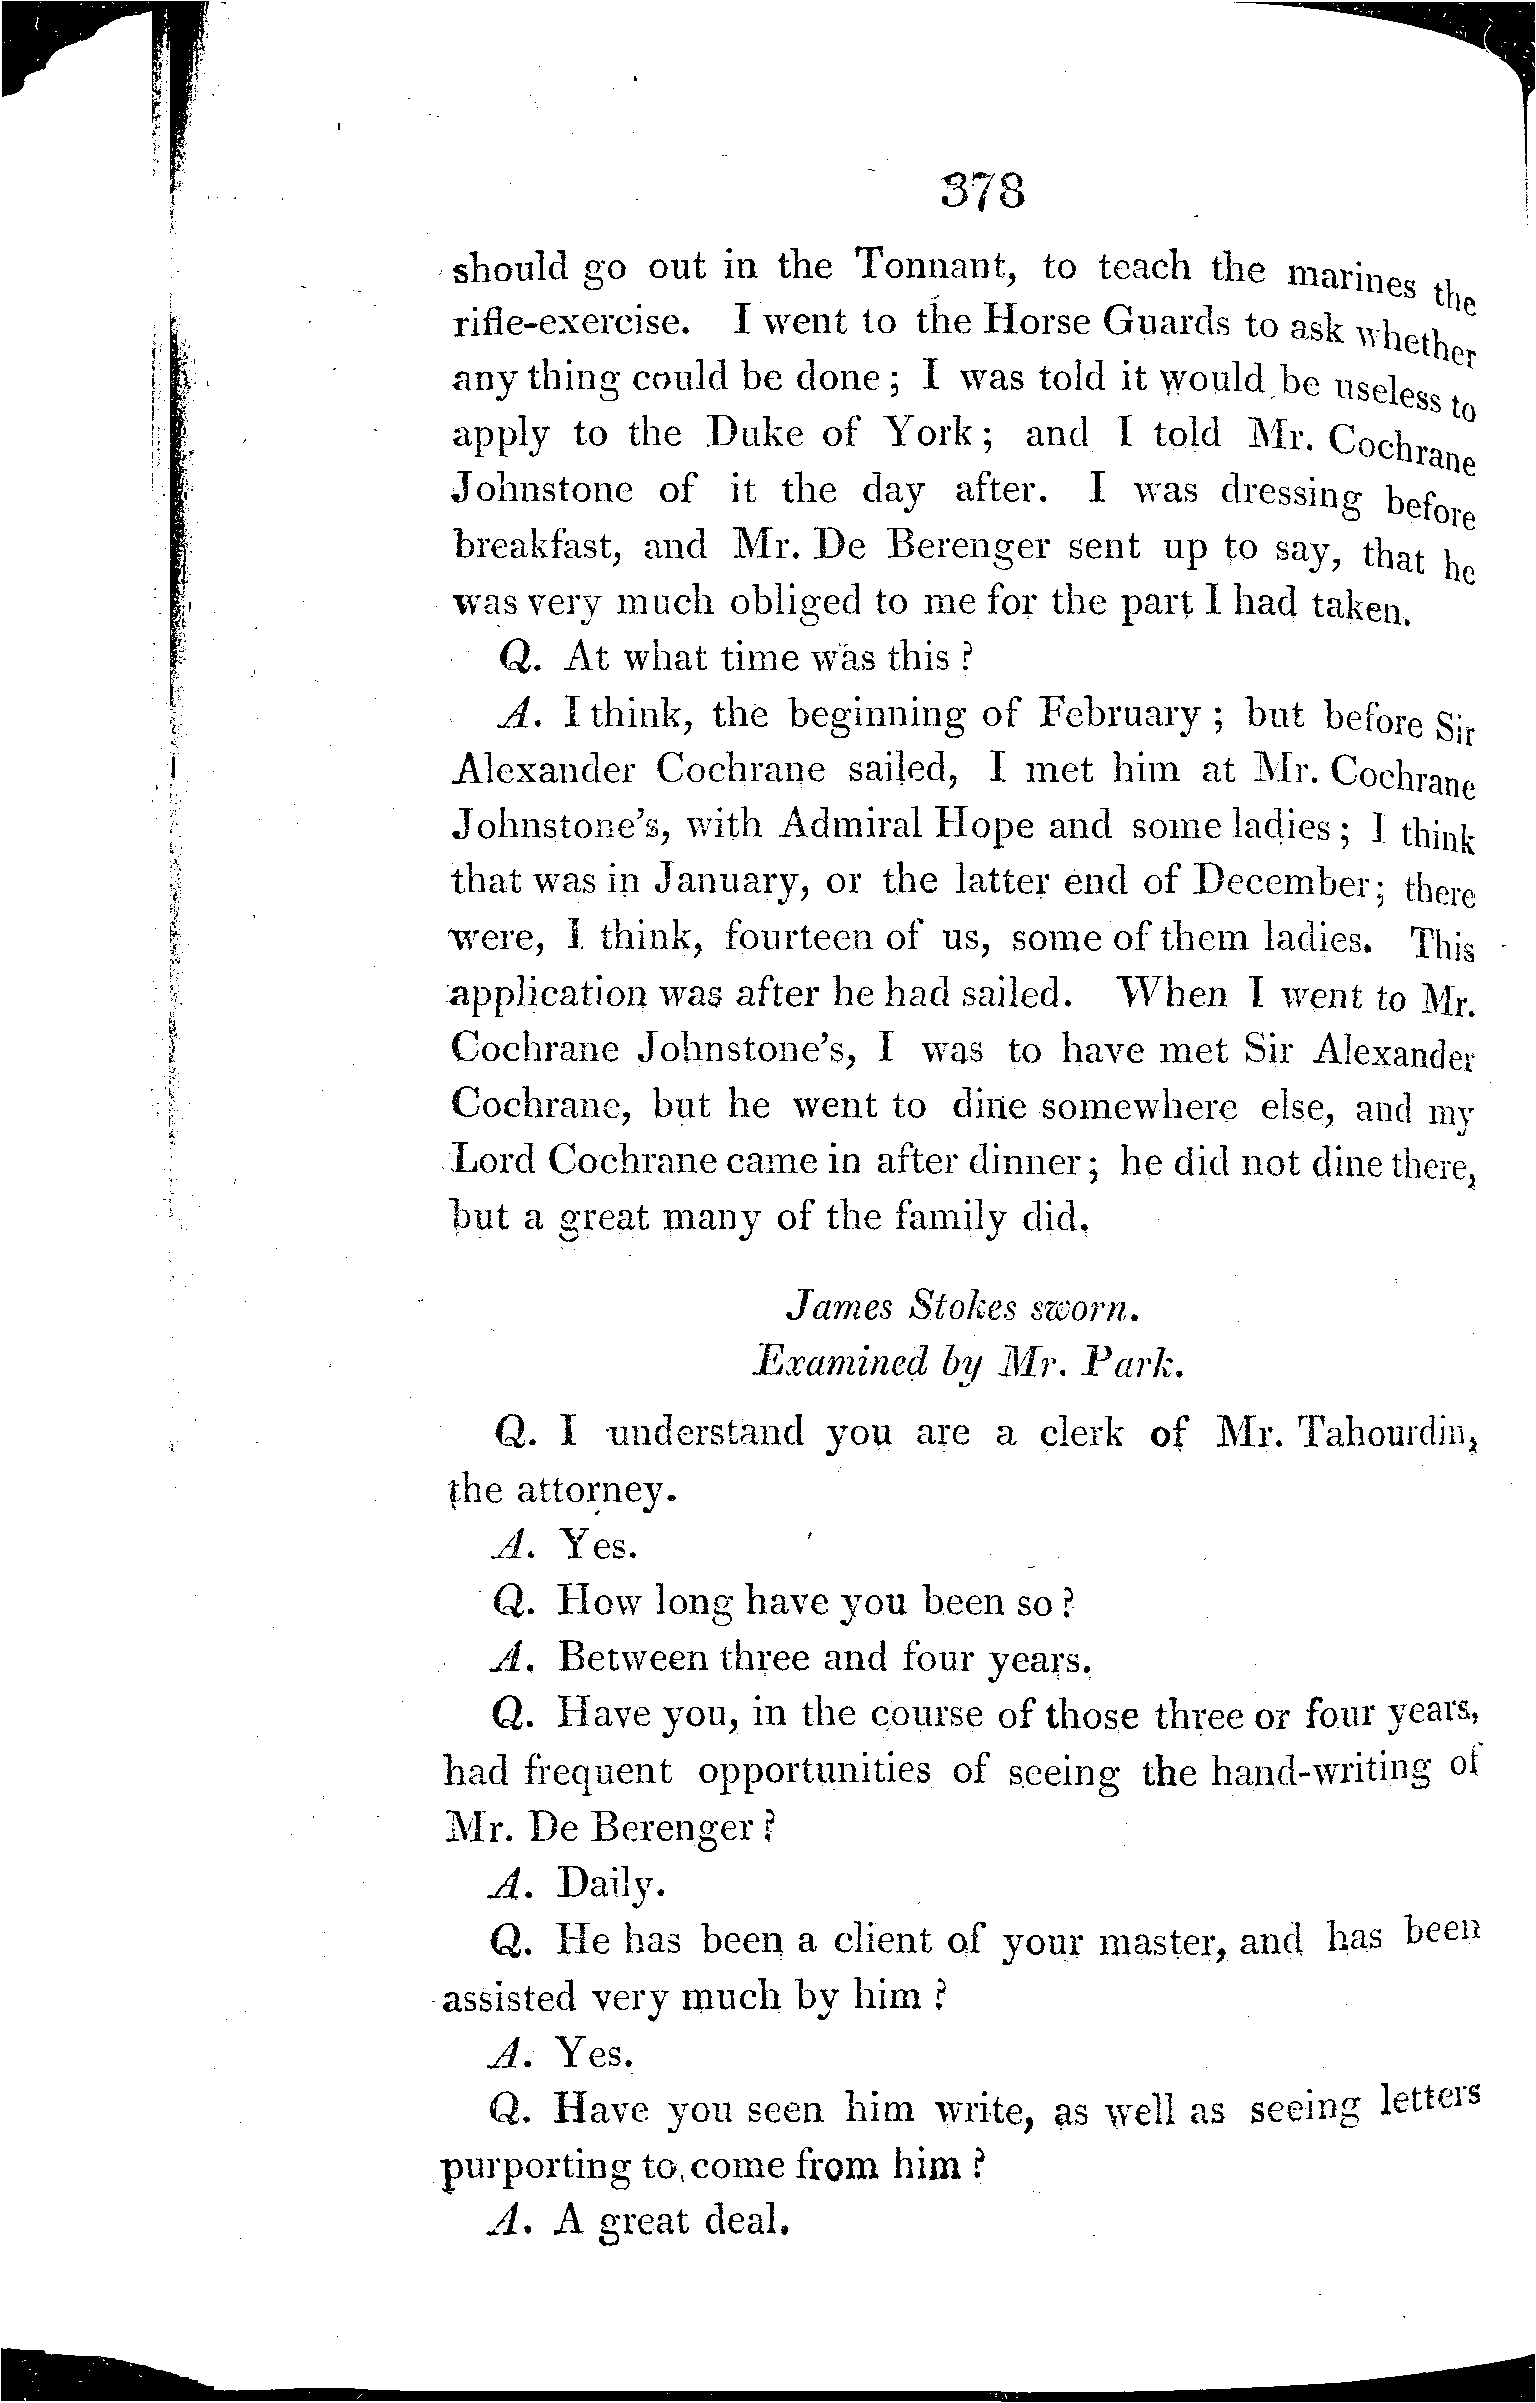 378
should go out in the Tonnant, to teach the marines the
rifle-exercise. I went to the Horse Guards to ask whether
any thing could be done; I was told it would be useless to
apply to the Duke of York; and I told Mr. Cochrane
Johnstone of it the day after. I was dressing before
breakfast, and Mr. De Berenger sent up to say, that he
was very much obliged to me for the part I had taken.
Q. At what time was this?
A. I think, the beginning of February; but before Sir
Alexander Cochrane sailed, I met him at Mr. Cochrane
Johnstone's, with Admiral Hope and some ladies; I think
that was in January, or the latter end of December; there
were, I think, fourteen of us, some of them ladies. This
application was after he had sailed. When I went to Mr.
Cochrane Johnstone's, I was to have met Sir Alexander
Cochrane, but he went to dine somewhere else, and my
Lord Cochrane came in after dinner; he did not dine there,
but a great many of the family did.
James Stokes sworn.
Examined by Mr. Park.
Q. I understand you are a clerk of Mr. Tahourdin,
the attorney.
A. Yes.
Q. How long have you been so?
A. Between three and four years.
Q. Have you, in the course of those three or four years,
had frequent opportunities of seeing the hand-writing of
Mr. De Berenger?
A. Daily.
Q. He has been a client of your master, and has been
assisted very much by him?
A. Yes.
Q. Have you seen him write, as well as seeing letters
purporting to come from him?
A. A great deal.